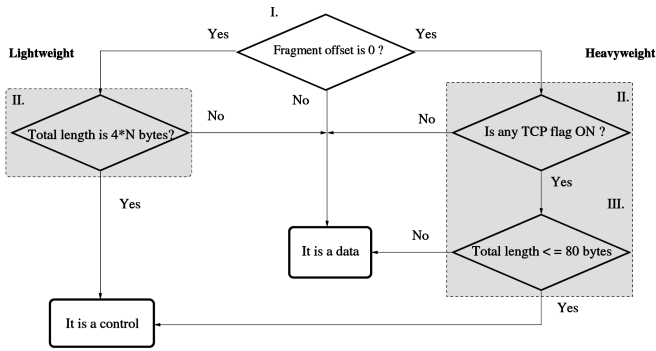 I.
Yes
Fragment offset is 0 ?
Yes
Lightweight
Heavyweight
No
II.
II.
Total length is 4*N bytes?
No
No
Is any TCP flag ON ?
Yes
Yes
III.
It is a data
No
Total length < = 80 bytes
Yes
It is a control